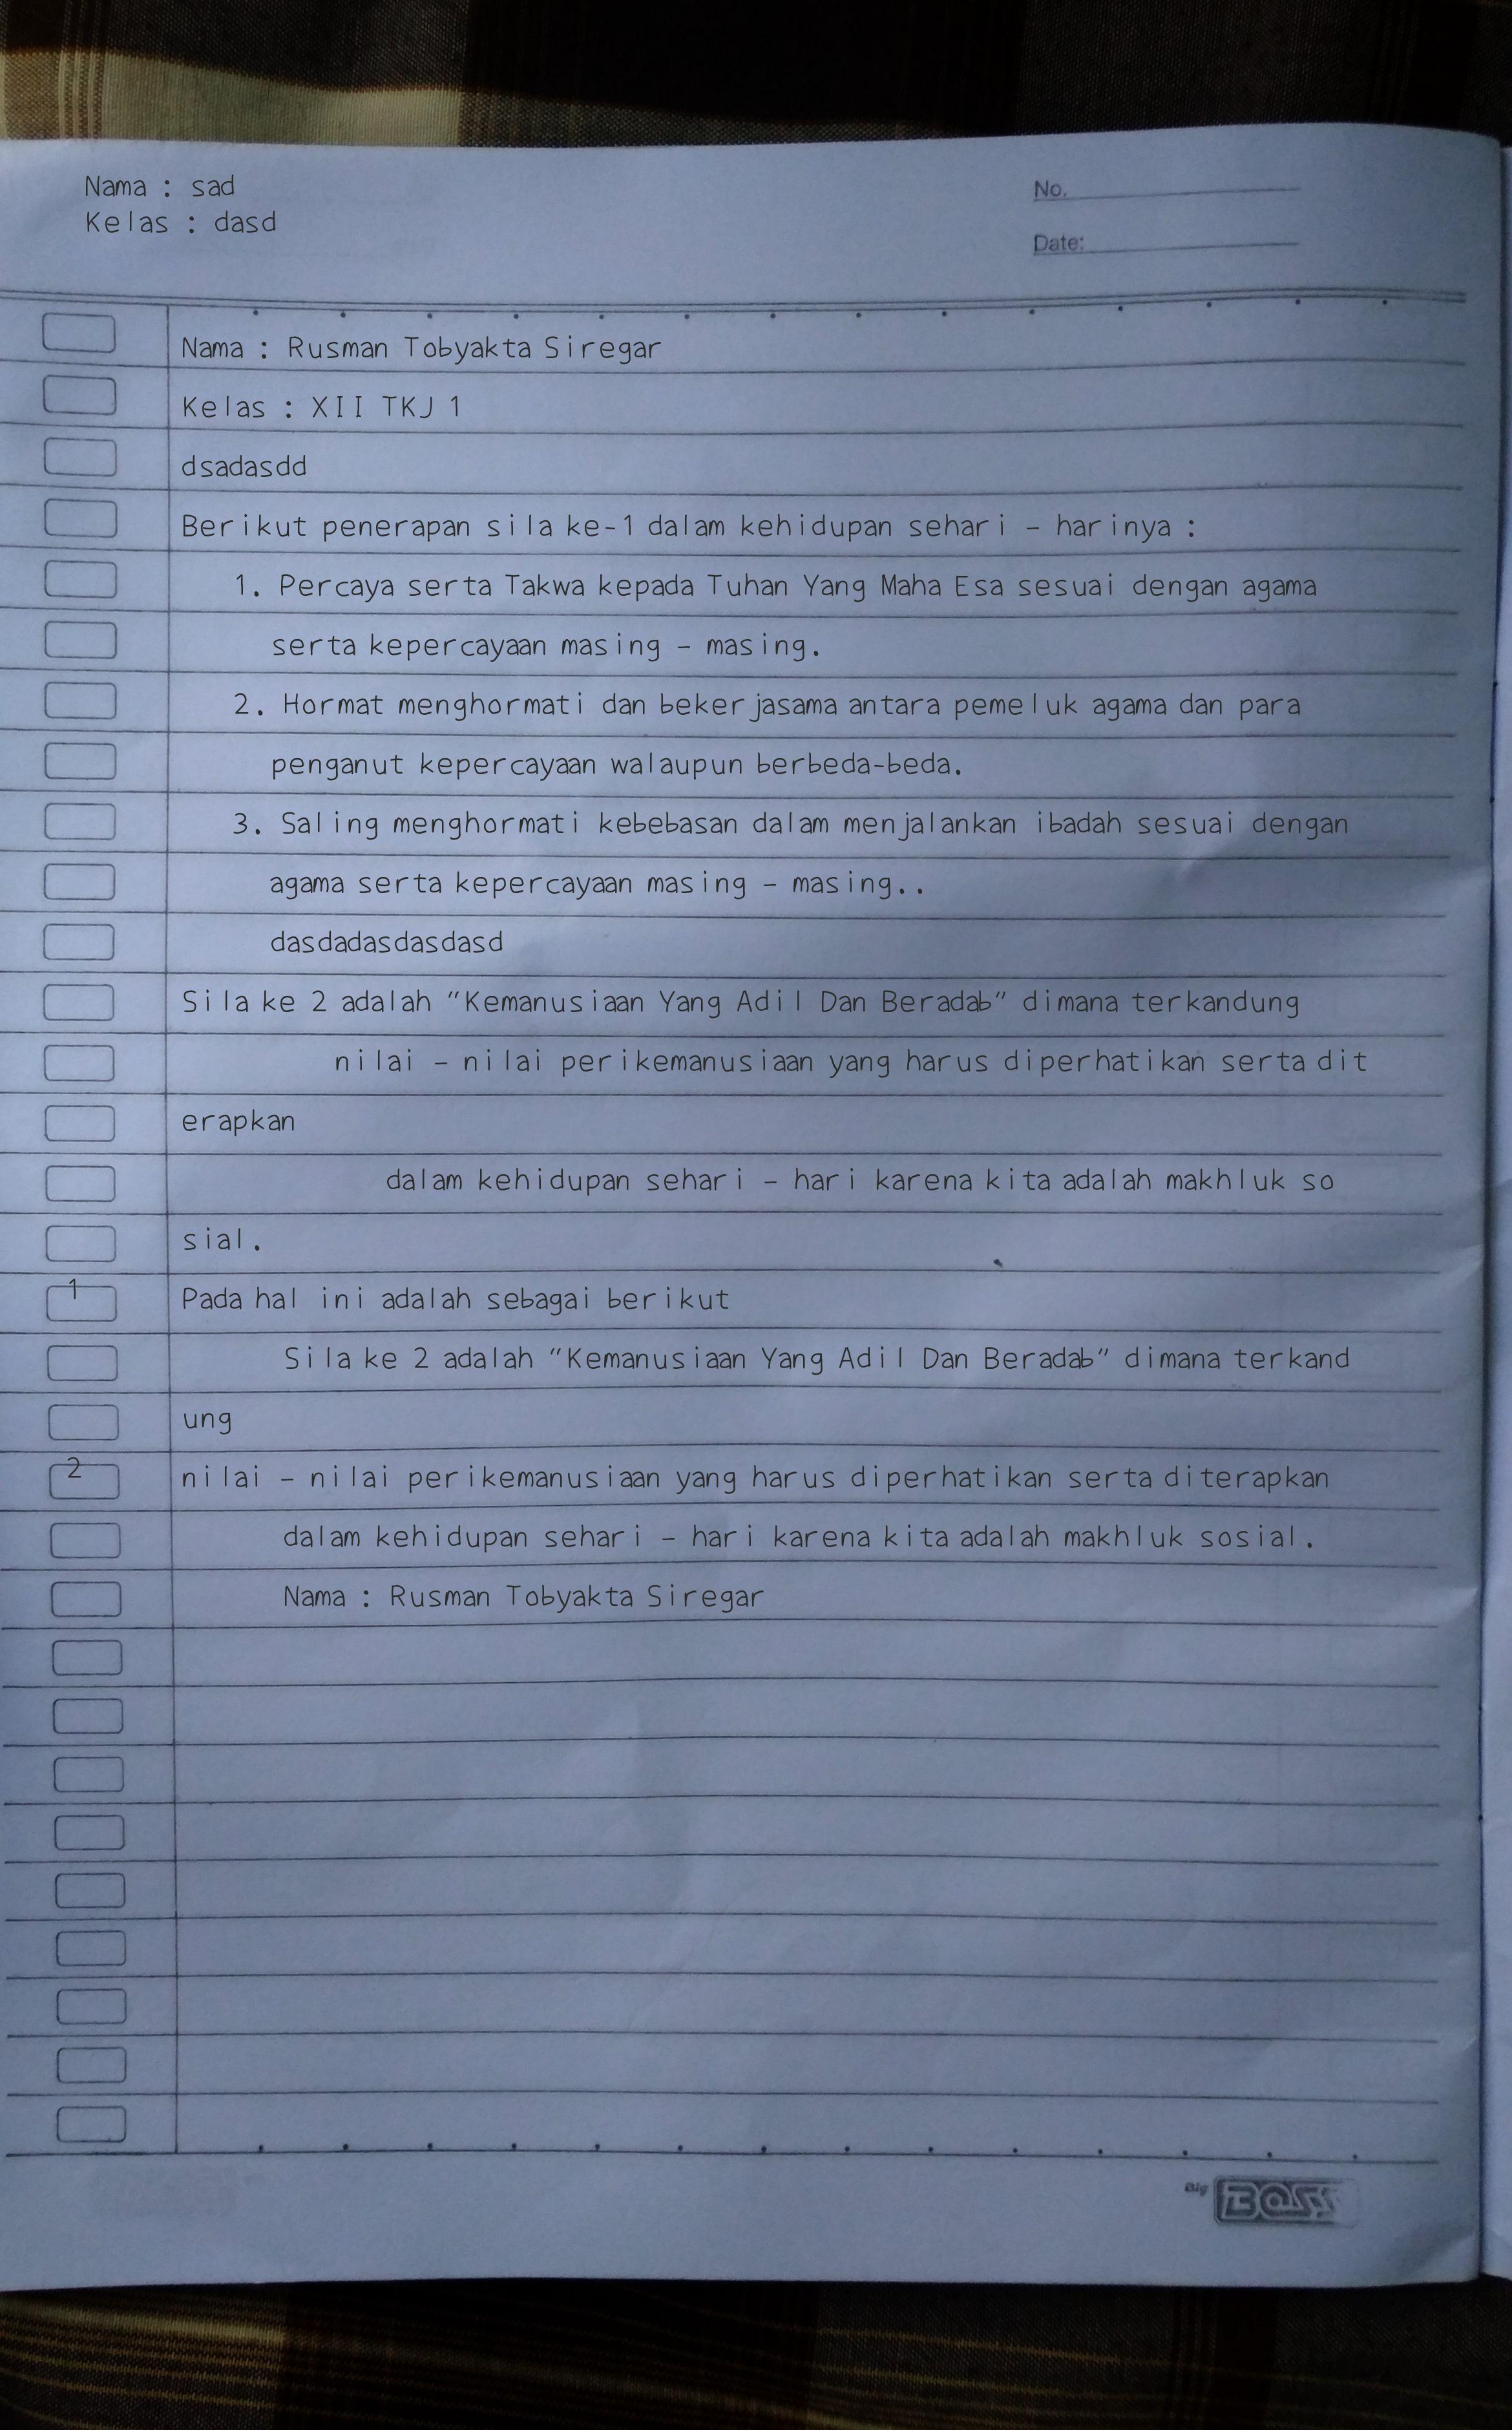 Nama : sad
Kelas : dasd
No.
Date:
Nama : Rusman Tobyakta Siregar
Kelas : XII TKJ 1
dsadasdd
Berikut penerapan sila ke-1 dalam kehidupan sehari - harinya :
1. Percaya serta Takwa kepada Tuhan Yang Maha Esa sesuai dengan agama
serta kepercayaan masing - masing.
2. Hormat menghormati dan bekerjasama antara pemeluk agama dan para
penganut kepercayaan walaupun berbeda-beda.
3. Saling menghormati kebebasan dalam menjalankan ibadah sesuai dengan
agama serta kepercayaan masing - masing..
dasdadasdasdasd
Sila ke 2 adalah "Kemanusiaan Yang Adil Dan Beradab" dimana terkandung
nilai - nilai perikemanusiaan yang harus diperhatikan serta dit
erapkan
dalam kehidupan sehari - hari karena kita adalah makhluk so
sial.
1 Pada hal ini adalah sebagai berikut
Sila ke 2 adalah "Kemanusiaan Yang Adil Dan Beradab" dimana terkand
ung
2 nilai - nilai perikemanusiaan yang harus diperhatikan serta diterapkan
dalam kehidupan sehari - hari karena kita adalah makhluk sosial.
Nama : Rusman Tobyakta Siregar
Big BOSS